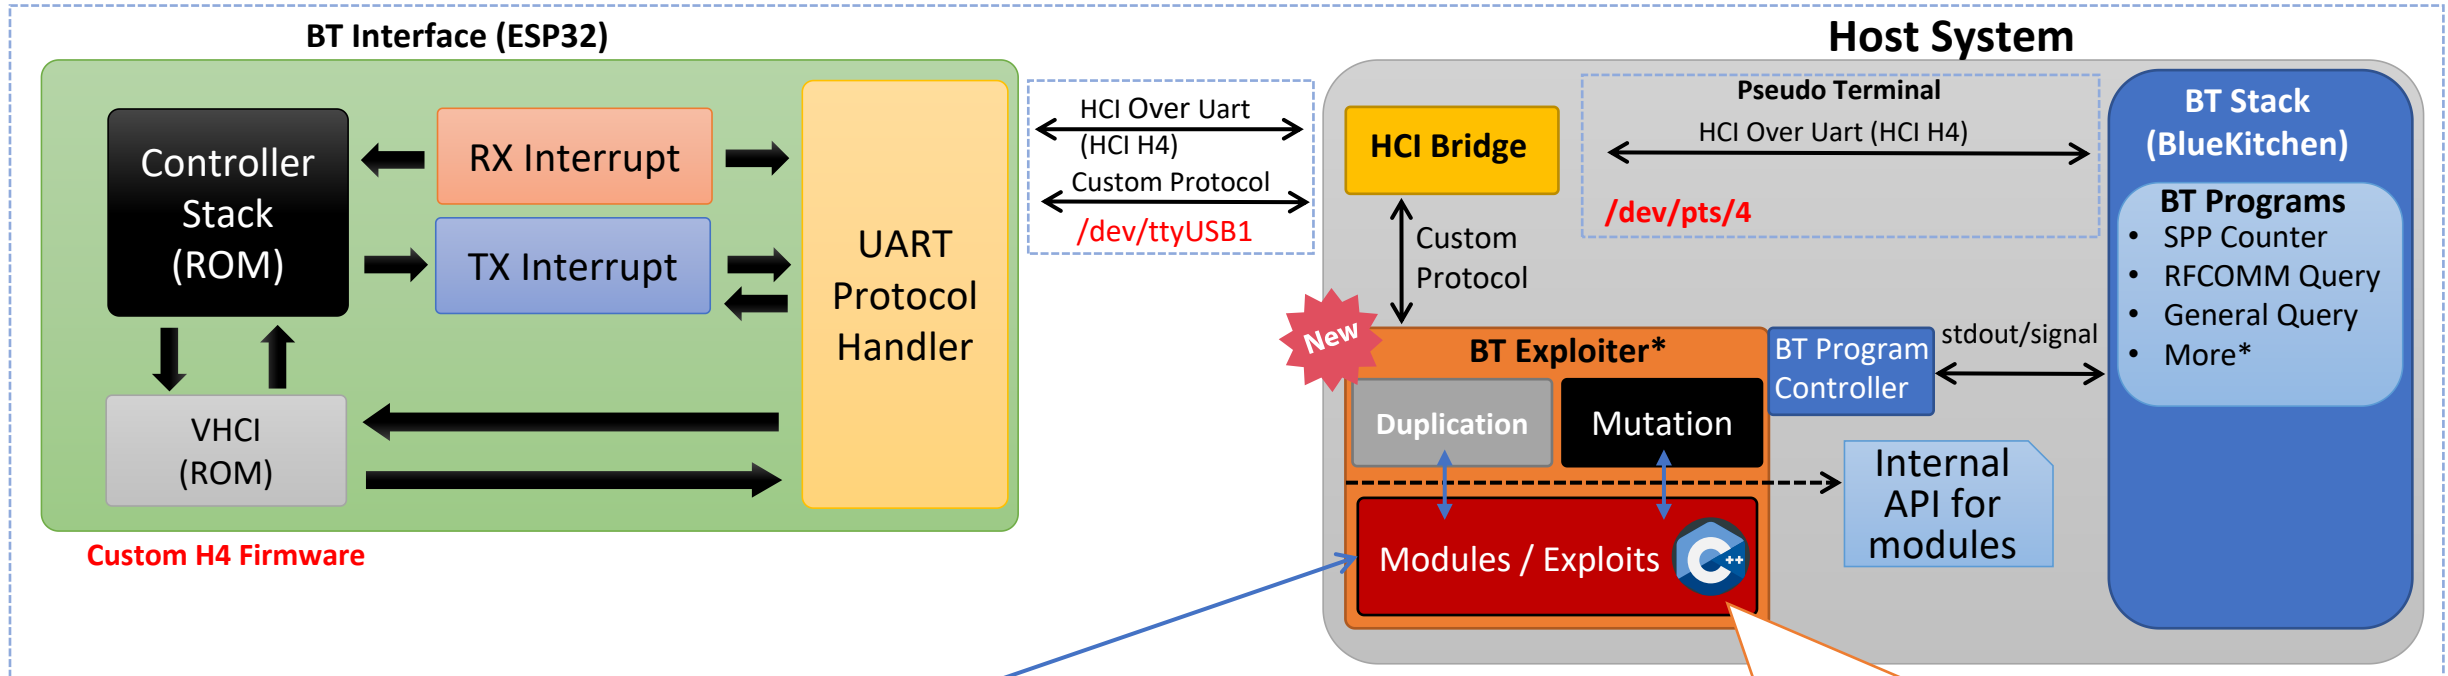 BT Interface (ESP32)
Controller
Stack
(ROM)
RX Interrupt
TX Interrupt
UART
Protocol
Handler
VHCI
(ROM)
Custom H4 Firmware
HCI Over Uart
(HCI H4)
Custom Protocol
/dev/ttyUSB1
Host System
HCI Bridge
Pseudo Terminal
HCI Over Uart (HCI H4)
/dev/pts/4
Custom
Protocol
New
BT Exploiter*
Duplication
Mutation
Modules / Exploits
C++
BT Program
Controller
stdout/signal
Internal
API for
modules
BT Stack
(BlueKitchen)
BT Programs
• SPP Counter
• RFCOMM Query
• General Query
• More*